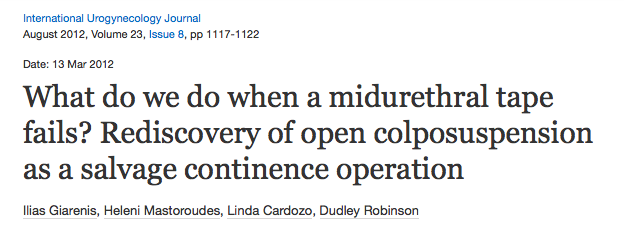 International Urogynecology Journal
August 2012, Volume 23, Issue 8, pp 1117-1122
Date: 13 Mar 2012
What do we do when a midurethral tape
fails? Rediscovery of open colposuspension
as a salvage continence operation
Ilias Giarenis, Heleni Mastoroudes, Linda Cardozo, Dudley Robinson